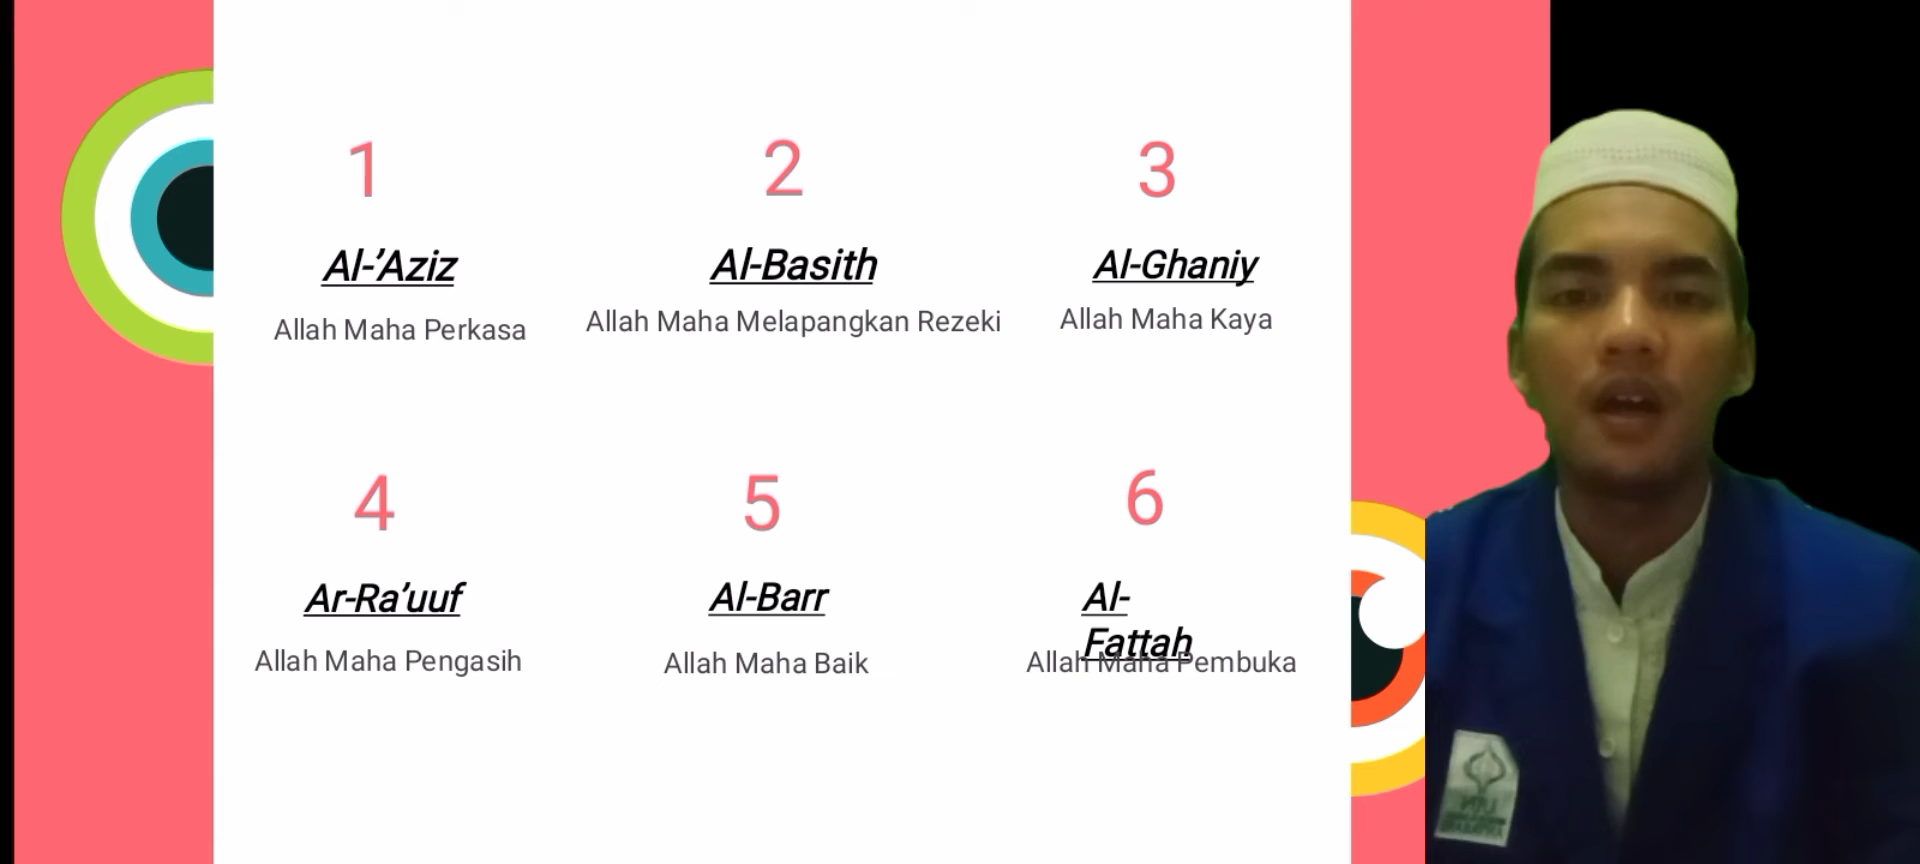 1
Al-'Aziz
Allah Maha Perkasa
2
Al-Basith
Allah Maha Melapangkan Rezeki
3
Al-Ghaniy
Allah Maha Kaya
4
Ar-Ra'uuf
Allah Maha Pengasih
5
Al-Barr
Allah Maha Baik
6
Al-
Fattah
Allah Maha Pembuka